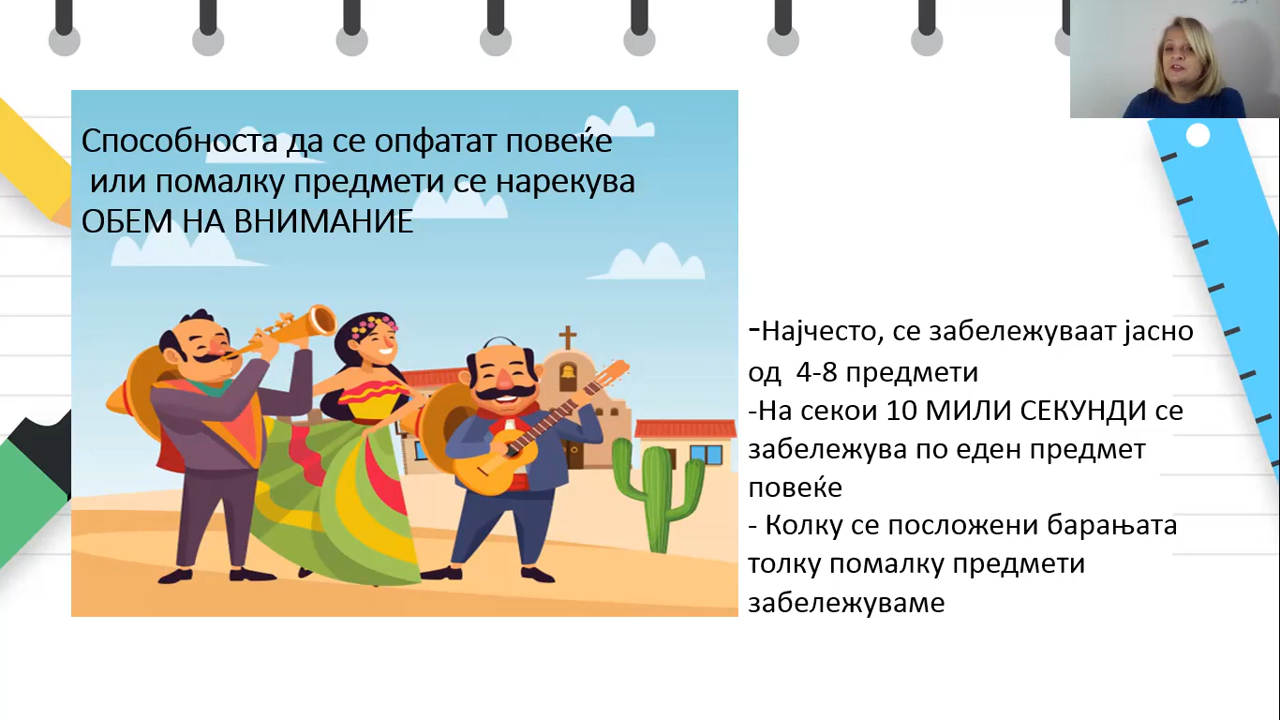 Способноста да се опфатат повеќе
или помалку предмети се нарекува
ОБЕМ НА ВНИМАНИЕ
-Најчесто, се забележуваат јасно
од 4-8 предмети
-На секои 10 МИЛИ СЕКУНДИ се
забележува по еден предмет
повеќе
- Колку се посложени барањата
толку помалку предмети
забележуваме